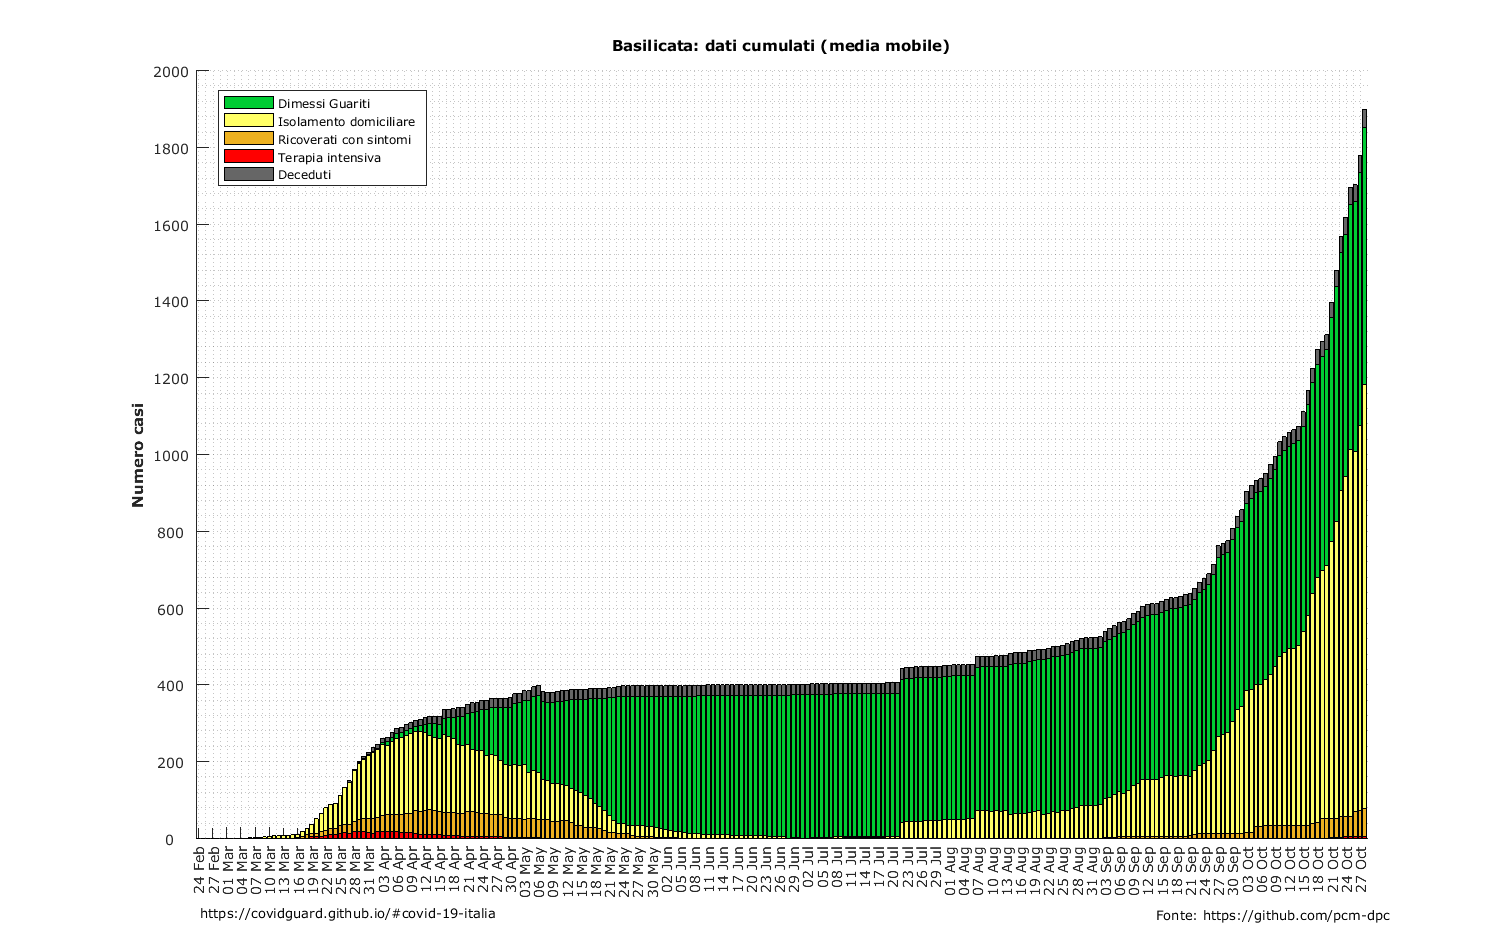 Basilicata: dati cumulati (media mobile)
2000
1800
1600
1400
1200
1000
800
600
400
200
0
Numero casi
Dimessi Guariti
Isolamento domiciliare
Ricoverati con sintomi
Terapia intensiva
Deceduti
24 Feb
27 Feb
01 Mar
04 Mar
07 Mar
10 Mar
13 Mar
16 Mar
19 Mar
22 Mar
25 Mar
28 Mar
31 Mar
03 Apr
06 Apr
09 Apr
12 Apr
15 Apr
18 Apr
21 Apr
24 Apr
27 Apr
30 Apr
03 May
06 May
09 May
12 May
15 May
18 May
21 May
24 May
27 May
30 May
02 Jun
05 Jun
08 Jun
11 Jun
14 Jun
17 Jun
20 Jun
23 Jun
26 Jun
29 Jun
02 Jul
05 Jul
08 Jul
11 Jul
14 Jul
17 Jul
20 Jul
23 Jul
26 Jul
29 Jul
01 Aug
04 Aug
07 Aug
10 Aug
13 Aug
16 Aug
19 Aug
22 Aug
25 Aug
28 Aug
31 Aug
03 Sep
06 Sep
09 Sep
12 Sep
15 Sep
18 Sep
21 Sep
24 Sep
27 Sep
30 Sep
03 Oct
06 Oct
09 Oct
12 Oct
15 Oct
18 Oct
21 Oct
24 Oct
27 Oct
https://covidguard.github.io/#covid-19-italia
Fonte: https://github.com/pcm-dpc